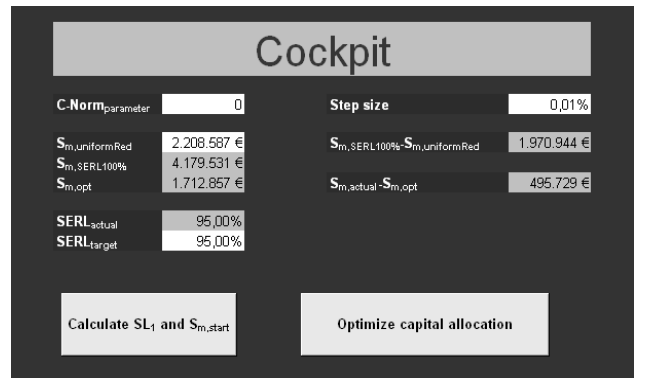 Cockpit
C-Normparameter 0 Step size 0,01%
Sm,uniformRed 2.208.587 € Sm,SERL100%-Sm,uniformRed 1.970.944 €
Sm,SERL100% 4.179.531 €
Sm,opt 1.712.857 € Sm,actual-Sm,opt 495.729 €
SERLactual 95,00%
SERLtarget 95,00%
Calculate SL1 and Sm,start Optimize capital allocation